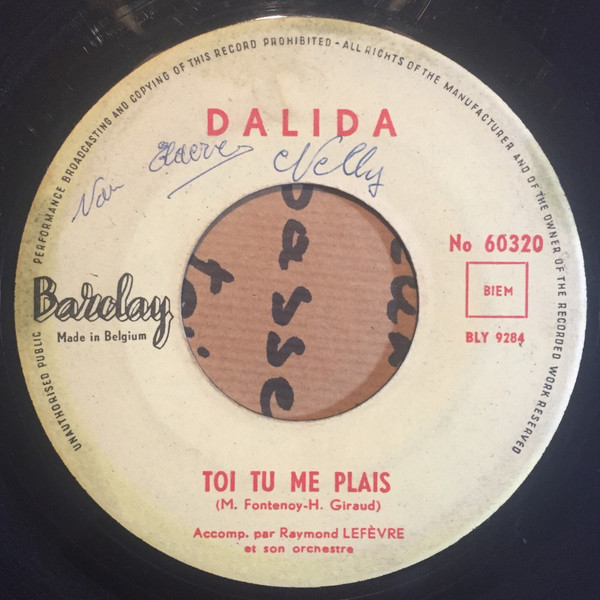 PERFORMANCE BROADCASTING AND COPYING OF THIS RECORD PROHIBITED - ALL RIGHTS OF THE MANUFACTURER AND OF THE OWNER OF THE RECORDED WORK RESERVED
UNAUTHORISED PUBLIC
DALIDA
Van Nelly
No 60320
BIEM
BLY 9284
Barclay
Made in Belgium
passe
TOI TU ME PLAIS
(M. Fontenoy-H. Giraud)
Accomp. par Raymond LEFÈVRE
et son orchestre